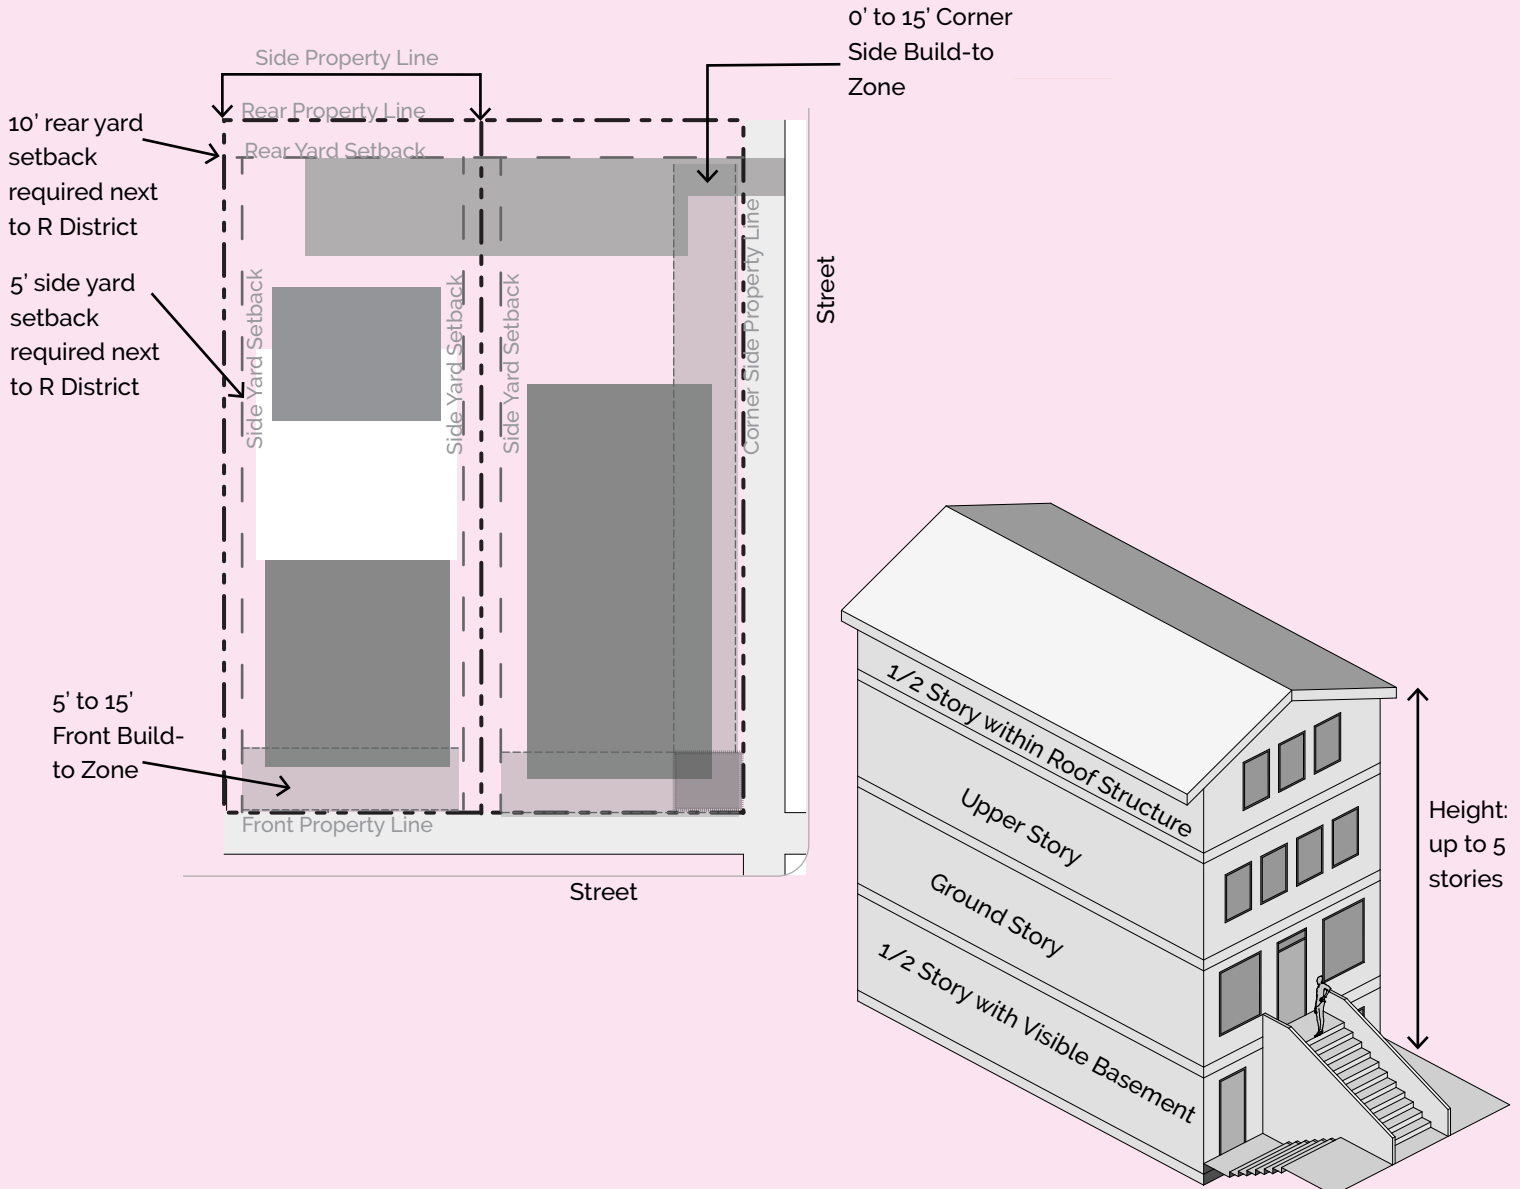 0’ to 15’ Corner
Side Build-to
Zone
Side Property Line
Rear Property Line
10’ rear yard
setback
required next
to R District
Rear Yard Setback
5’ side yard
setback
required next
to R District
Side Yard Setback
Side Yard Setback
Side Yard Setback
Corner Side Property Line
Street
5’ to 15’
Front Build-
to Zone
Front Property Line
Street
1/2 Story within Roof Structure
Upper Story
Ground Story
1/2 Story with Visible Basement
Height:
up to 5
stories